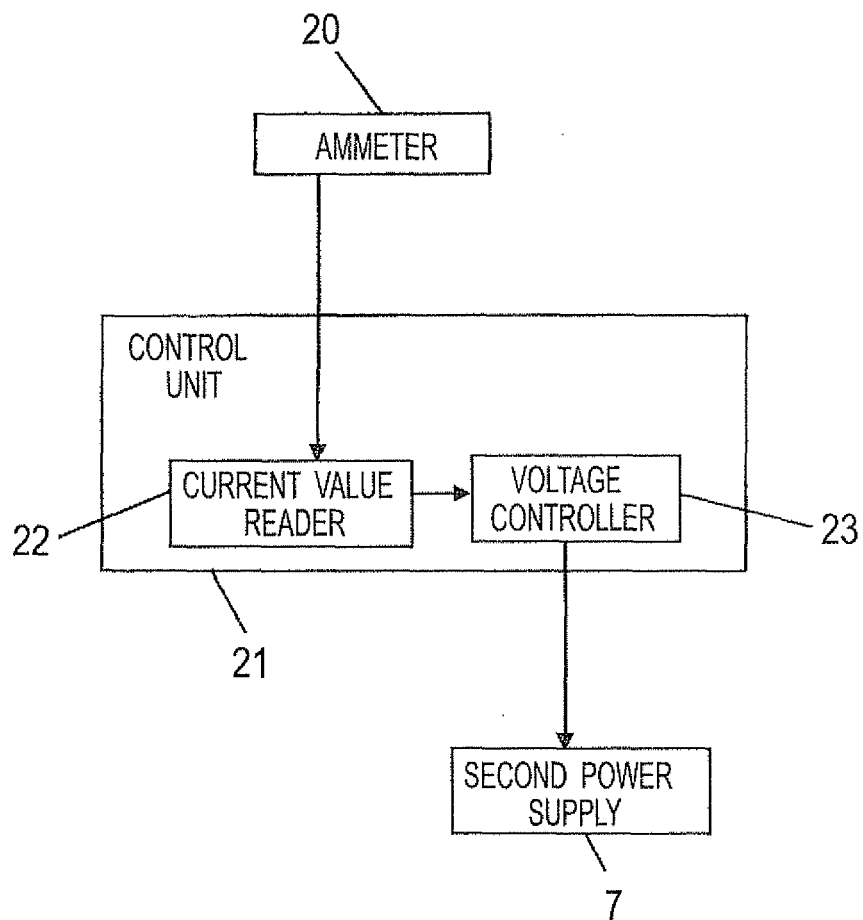 20
AMMETER
CONTROL
UNIT
CURRENT VALUE
READER
VOLTAGE
CONTROLLER
22
23
21
SECOND POWER
SUPPLY
7